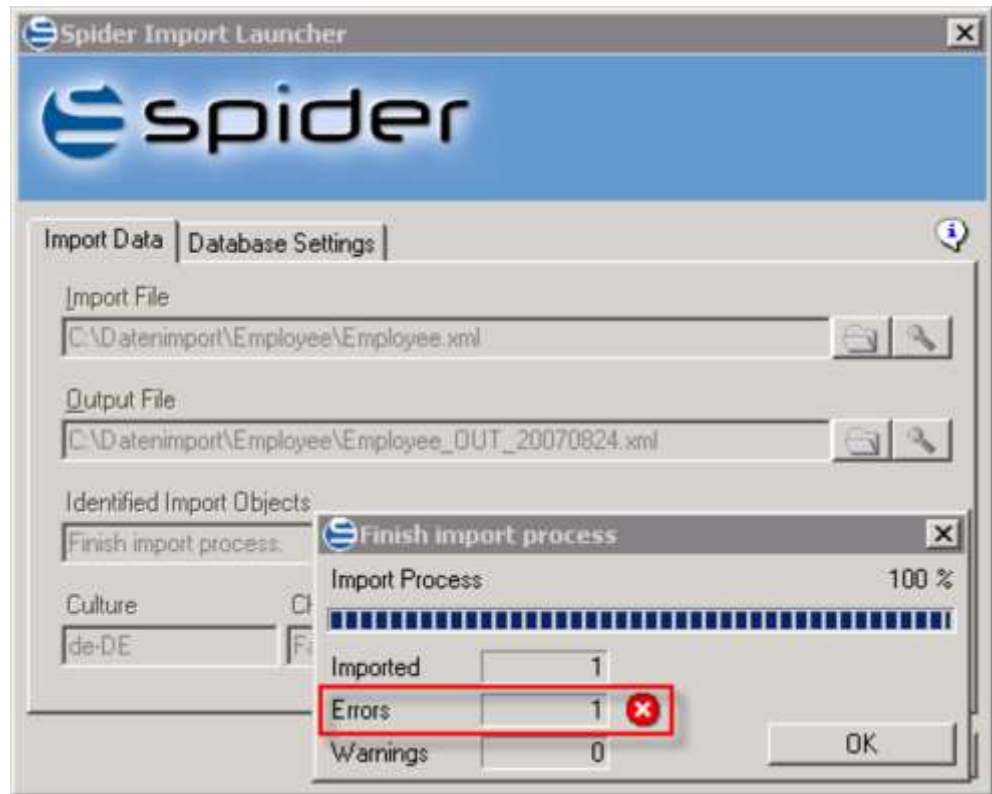 Spider Import Launcher
spider
Import Data Database Settings
Import File
C:\Datenimport\Employee\Employee.xml
Output File
C:\Datenimport\Employee\Employee_OUT_20070824.xml
Identified Import Objects
Finish import process.
Culture
de-DE
Finish import process
Import Process 100 %
Imported 1
Errors 1
Warnings 0
OK